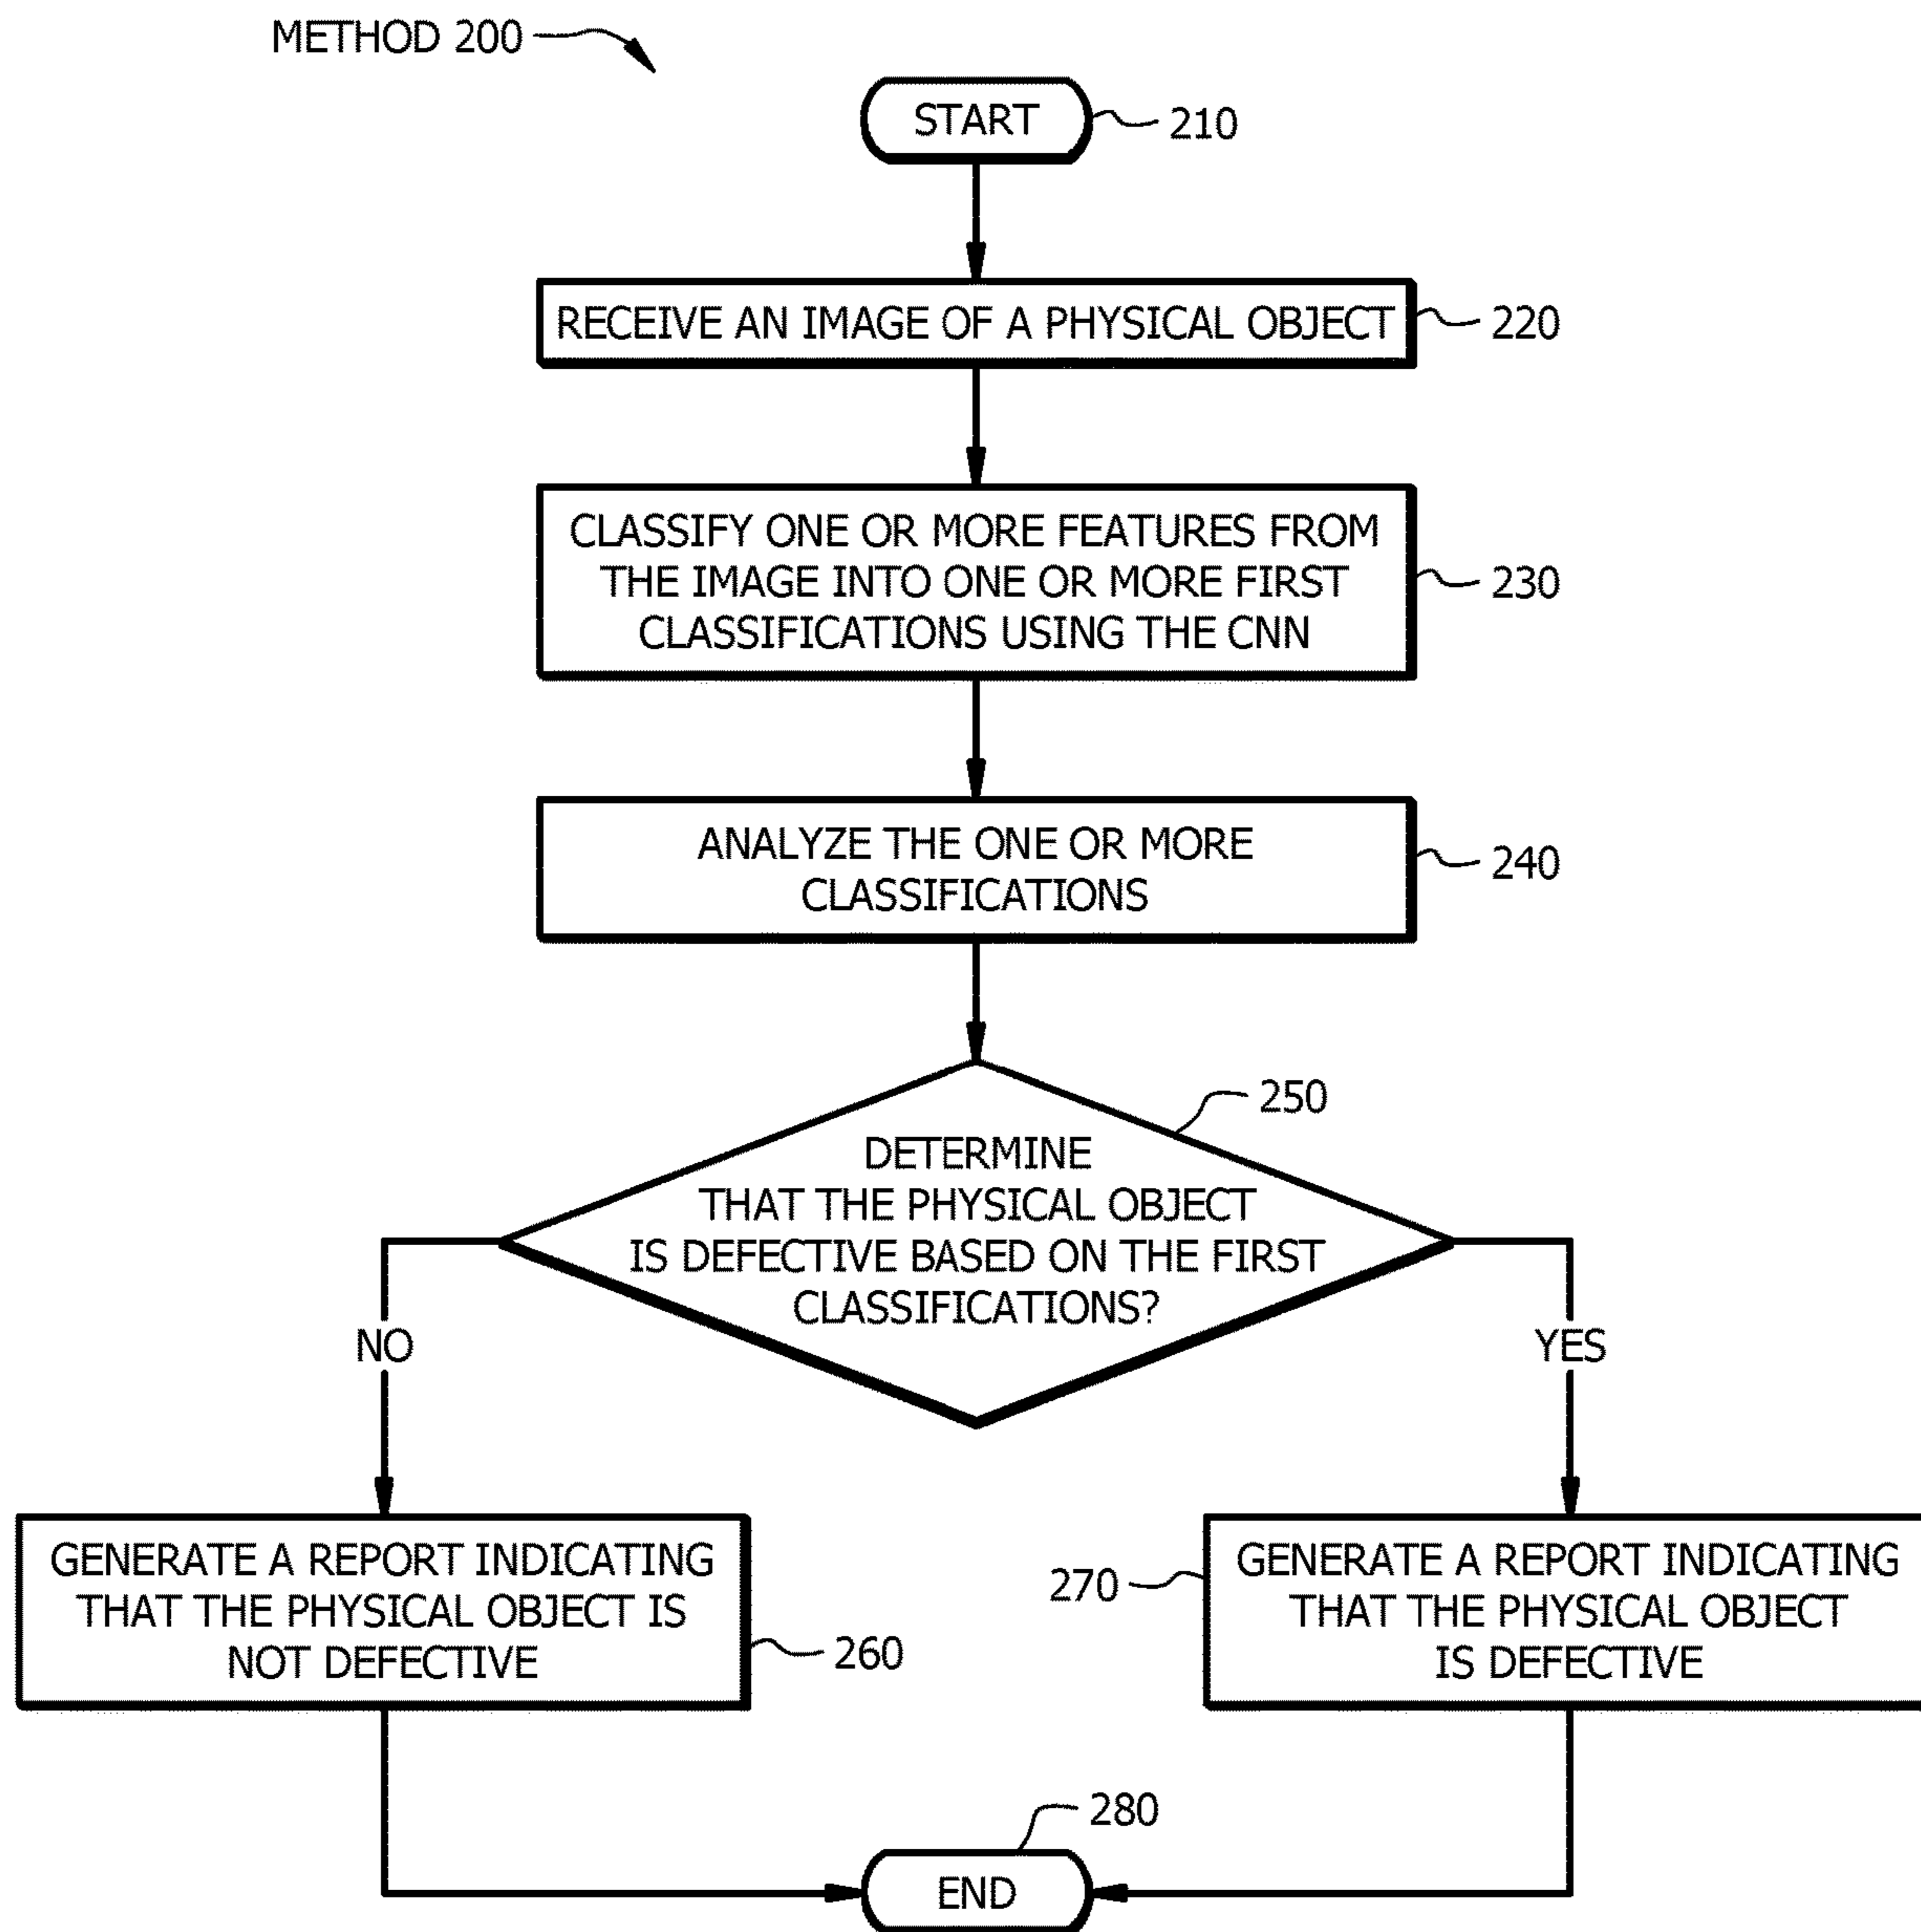 METHOD 200
START
210
RECEIVE AN IMAGE OF A PHYSICAL OBJECT
220
CLASSIFY ONE OR MORE FEATURES FROM
THE IMAGE INTO ONE OR MORE FIRST
CLASSIFICATIONS USING THE CNN
230
ANALYZE THE ONE OR MORE
CLASSIFICATIONS
240
250
DETERMINE
THAT THE PHYSICAL OBJECT
IS DEFECTIVE BASED ON THE FIRST
CLASSIFICATIONS?
NO
YES
GENERATE A REPORT INDICATING
THAT THE PHYSICAL OBJECT IS
NOT DEFECTIVE
260
270
GENERATE A REPORT INDICATING
THAT THE PHYSICAL OBJECT
IS DEFECTIVE
280
END